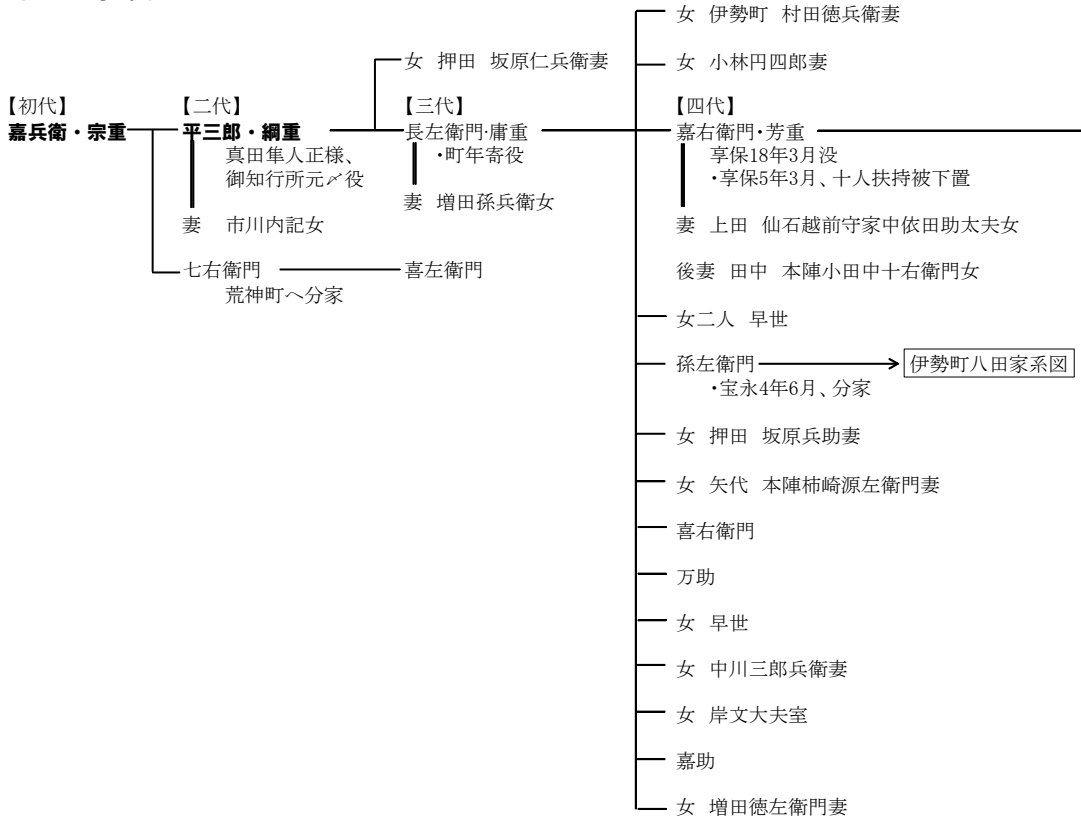 女 伊勢町 村田徳兵衛妻
女 押田 坂原仁兵衛妻
女 小林円四郎妻
【初代】
嘉兵衛・宗重
【二代】
平三郎・綱重
真田隼人正様、
御知行所元〆役
妻 市川内記女
七右衛門
荒神町へ分家
喜左衛門
【三代】
長左衛門・庸重
・町年寄役
妻 増田孫兵衛女
【四代】
嘉右衛門・芳重
享保18年3月没
・享保5年3月、十人扶持被下置
妻 上田 仙石越前守家中依田助太夫女
後妻 田中 本陣小田中十右衛門女
女二人 早世
孫左衛門
・宝永4年6月、分家
伊勢町八田家系図
女 押田 坂原兵助妻
女 矢代 本陣柿崎源左衛門妻
喜右衛門
万助
女 早世
女 中川三郎兵衛妻
女 岸文大夫室
嘉助
女 増田徳左衛門妻